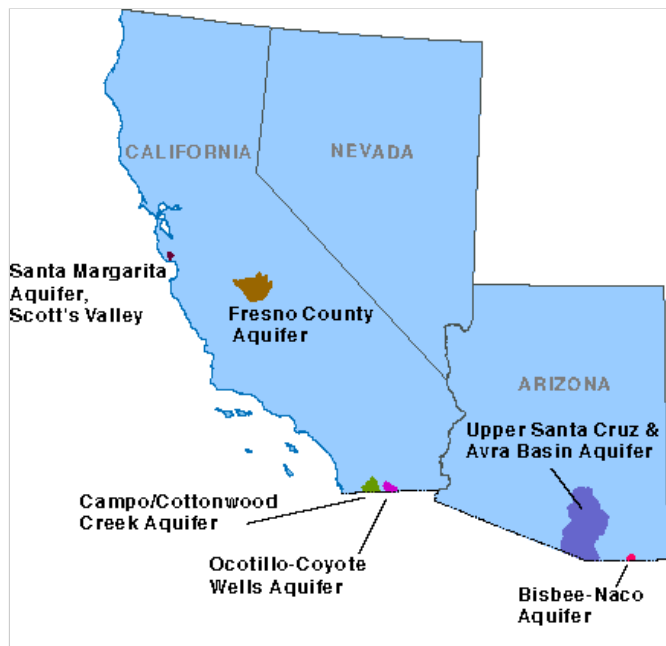 CALIFORNIA
NEVADA
Santa Margarita
Aquifer,
Scott's Valley
Fresno County
Aquifer
ARIZONA
Upper Santa Cruz &
Avra Basin Aquifer
Campo/Cottonwood
Creek Aquifer
Ocotillo-Coyote
Wells Aquifer
Bisbee-Naco
Aquifer